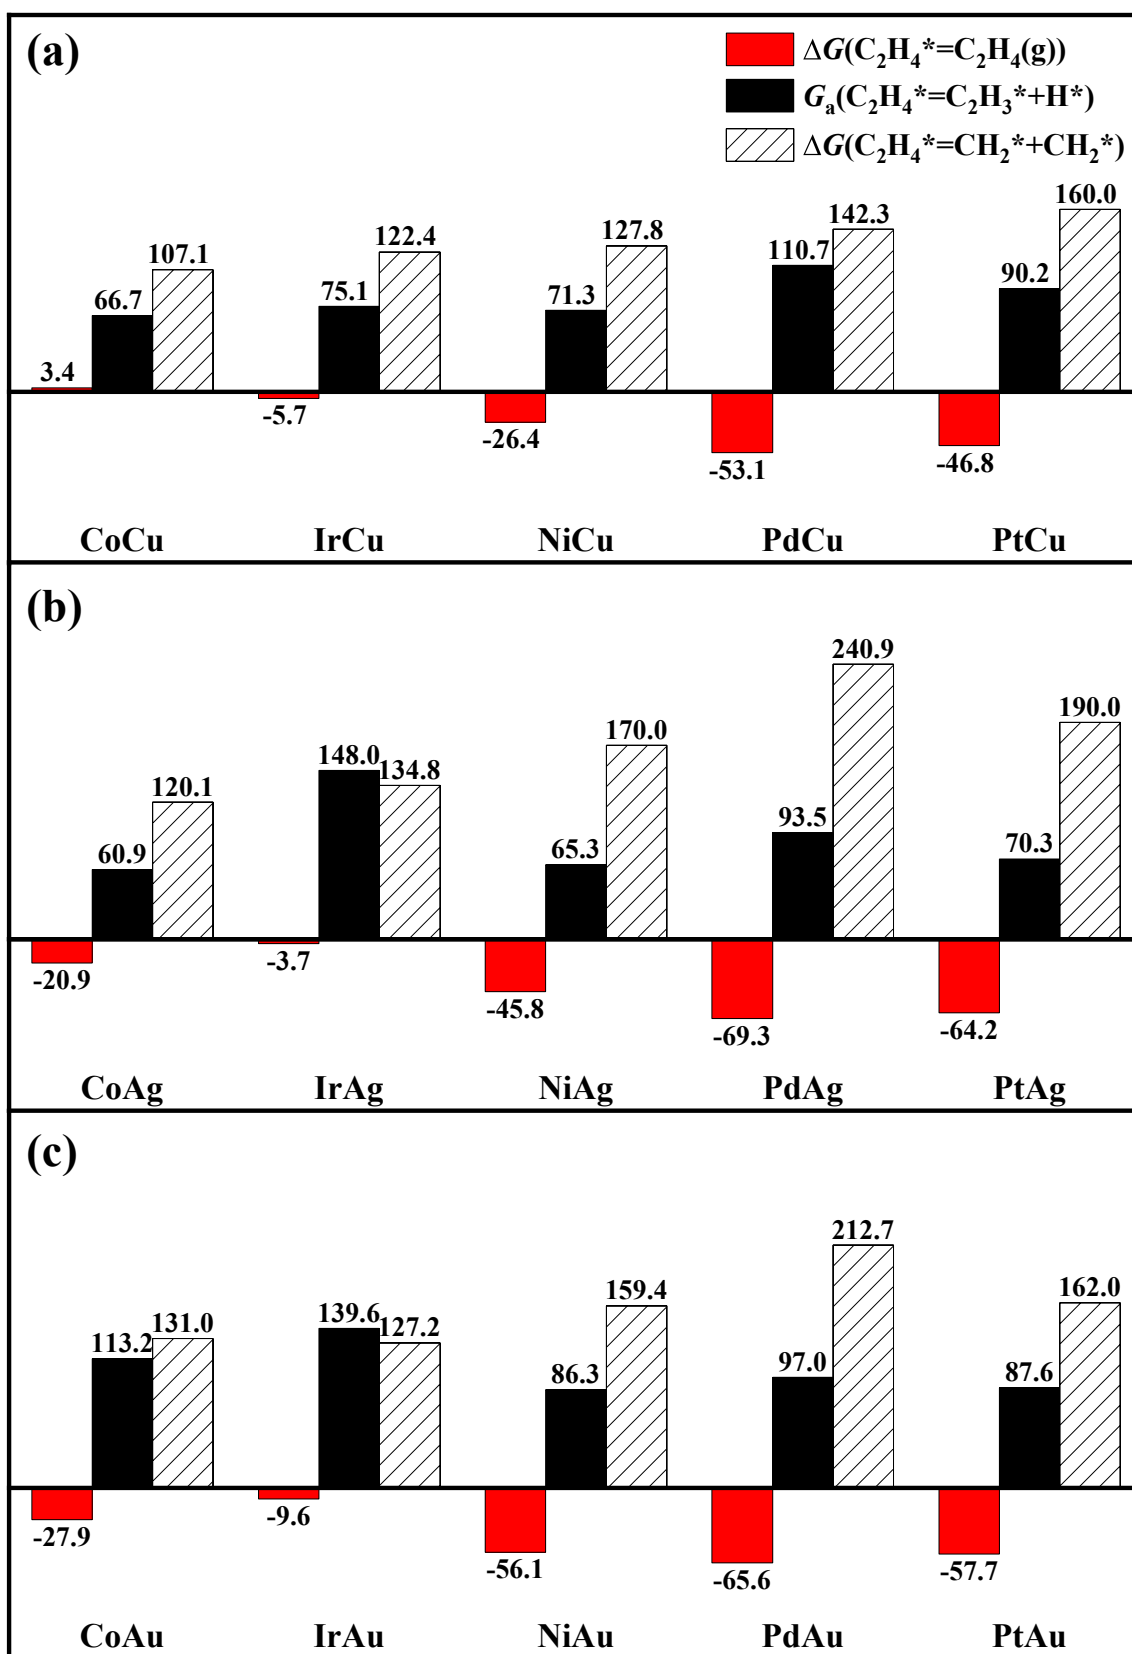 (a)
ΔG(C₂H₄*=C₂H₄(g))
Gₐ(C₂H₄*=C₂H₃*+H*)
ΔG(C₂H₄*=CH₂*+CH₂*)
3.4 66.7 107.1 -5.7 75.1 122.4 -26.4 71.3 127.8 -53.1 110.7 142.3 -46.8 90.2 160.0
CoCu IrCu NiCu PdCu PtCu
(b)
-20.9 60.9 120.1 -3.7 148.0 134.8 -45.8 65.3 170.0 -69.3 93.5 240.9 -64.2 70.3 190.0
CoAg IrAg NiAg PdAg PtAg
(c)
-27.9 113.2 131.0 -9.6 139.6 127.2 -56.1 86.3 159.4 -65.6 97.0 212.7 -57.7 87.6 162.0
CoAu IrAu NiAu PdAu PtAu